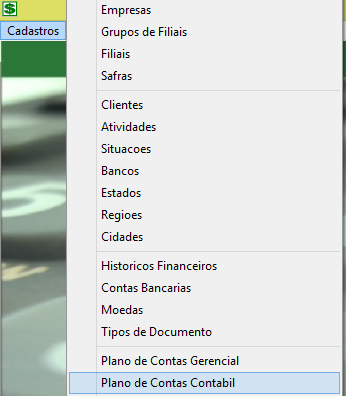 Cadastros
Empresas
Grupos de Filiais
Filiais
Safras
Clientes
Atividades
Situacoes
Bancos
Estados
Regioes
Cidades
Historicos Financeiros
Contas Bancarias
Moedas
Tipos de Documento
Plano de Contas Gerencial
Plano de Contas Contabil